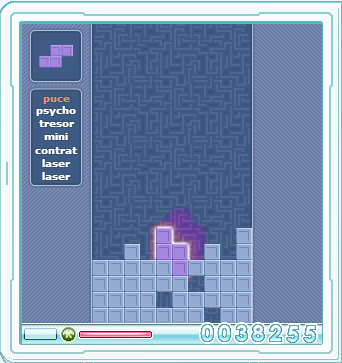 puce
psycho
tresor
mini
contrat
laser
laser
0038255